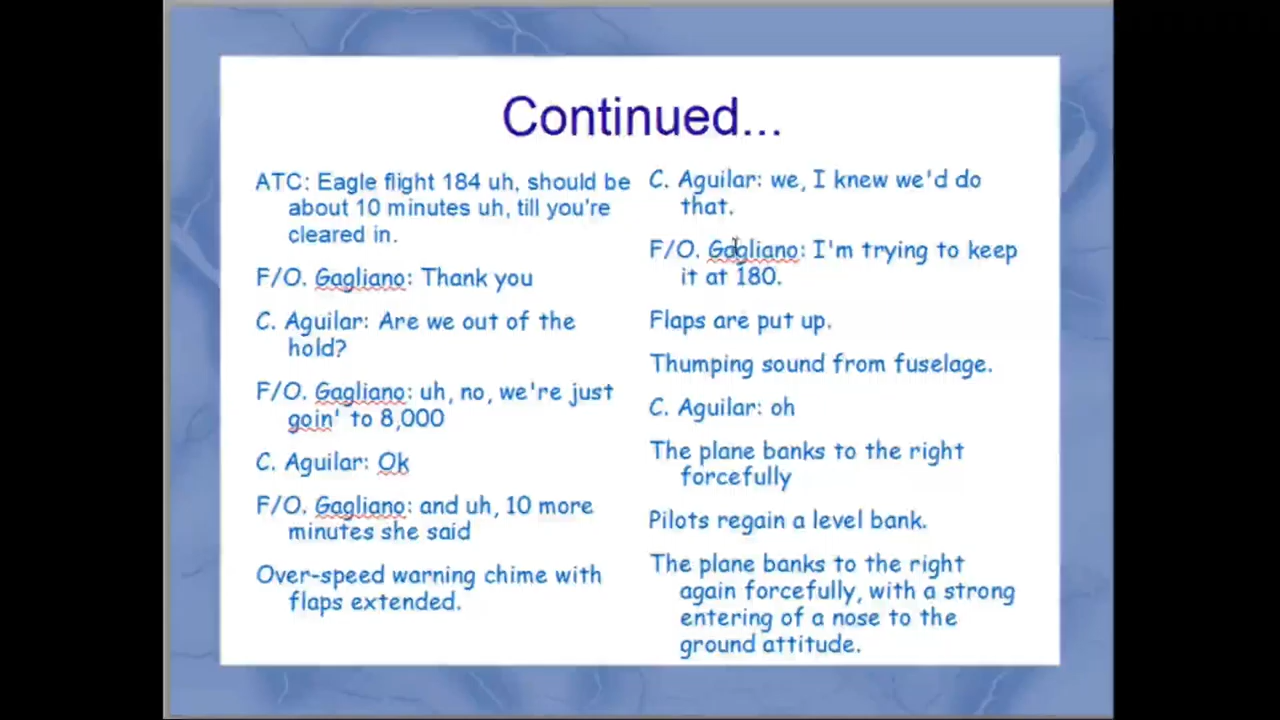 Continued...
ATC: Eagle flight 184 uh, should be
about 10 minutes uh, till you're
cleared in.
F/O. Gagliano: Thank you
C. Aguilar: Are we out of the
hold?
F/O. Gagliano: uh, no, we're just
goin' to 8,000
C. Aguilar: Ok
F/O. Gagliano: and uh, 10 more
minutes she said
Over-speed warning chime with
flaps extended.
C. Aguilar: we, I knew we'd do
that.
F/O. Gagliano: I'm trying to keep
it at 180.
Flaps are put up.
Thumping sound from fuselage.
C. Aguilar: oh
The plane banks to the right
forcefully
Pilots regain a level bank.
The plane banks to the right
again forcefully, with a strong
entering of a nose to the
ground attitude.